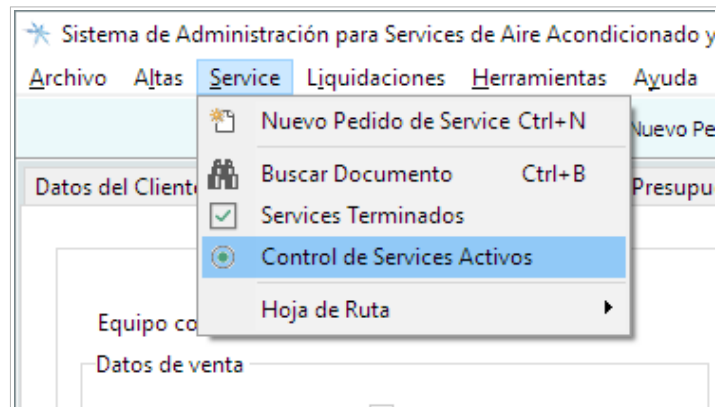 Sistema de Administración para Services de Aire Acondicionado y
Archivo Altas Service Liquidaciones Herramientas Ayuda
Nuevo Pedido de Service Ctrl+N
Nuevo Pe
Buscar Documento Ctrl+B
Datos del Cliente
Presupu
Services Terminados
Control de Services Activos
Hoja de Ruta
Equipo co
Datos de venta